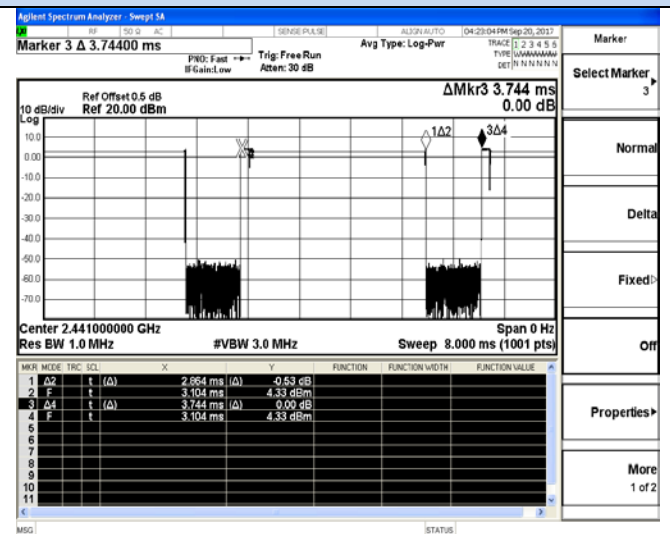 Agilent Spectrum Analyzer - Swept SA
RF 50 Ω AC SENSE:PULSE ALIGN AUTO 04:23:04 PM Sep 20, 2017
Marker 3 Δ 3.74400 ms
PNO: Fast
IFGain:Low
Trig: Free Run
Atten: 30 dB
Avg Type: Log-Pwr
TRACE 1 2 3 4 5 6
TYPE
DET N N N N N N
Marker
Select Marker
3
Normal
Delta
Fixed
Off
Properties
More
1 of 2
Ref Offset 0.5 dB
10 dB/div Ref 20.00 dBm
ΔMkr3 3.744 ms
0.00 dB
Log
10.0
0.00
-10.0
-20.0
-30.0
-40.0
-50.0
-60.0
-70.0
1Δ2
3Δ4
Center 2.441000000 GHz Span 0 Hz
Res BW 1.0 MHz #VBW 3.0 MHz Sweep 8.000 ms (1001 pts)
MKR MODE TRC SCL X Y FUNCTION FUNCTION WIDTH FUNCTION VALUE
1 Δ2 t (Δ) 2.864 ms (Δ) -0.53 dB
2 F t 3.104 ms 4.33 dBm
3 Δ4 t (Δ) 3.744 ms (Δ) 0.00 dB
4 F t 3.104 ms 4.33 dBm
5
6
7
8
9
10
11
MSG STATUS